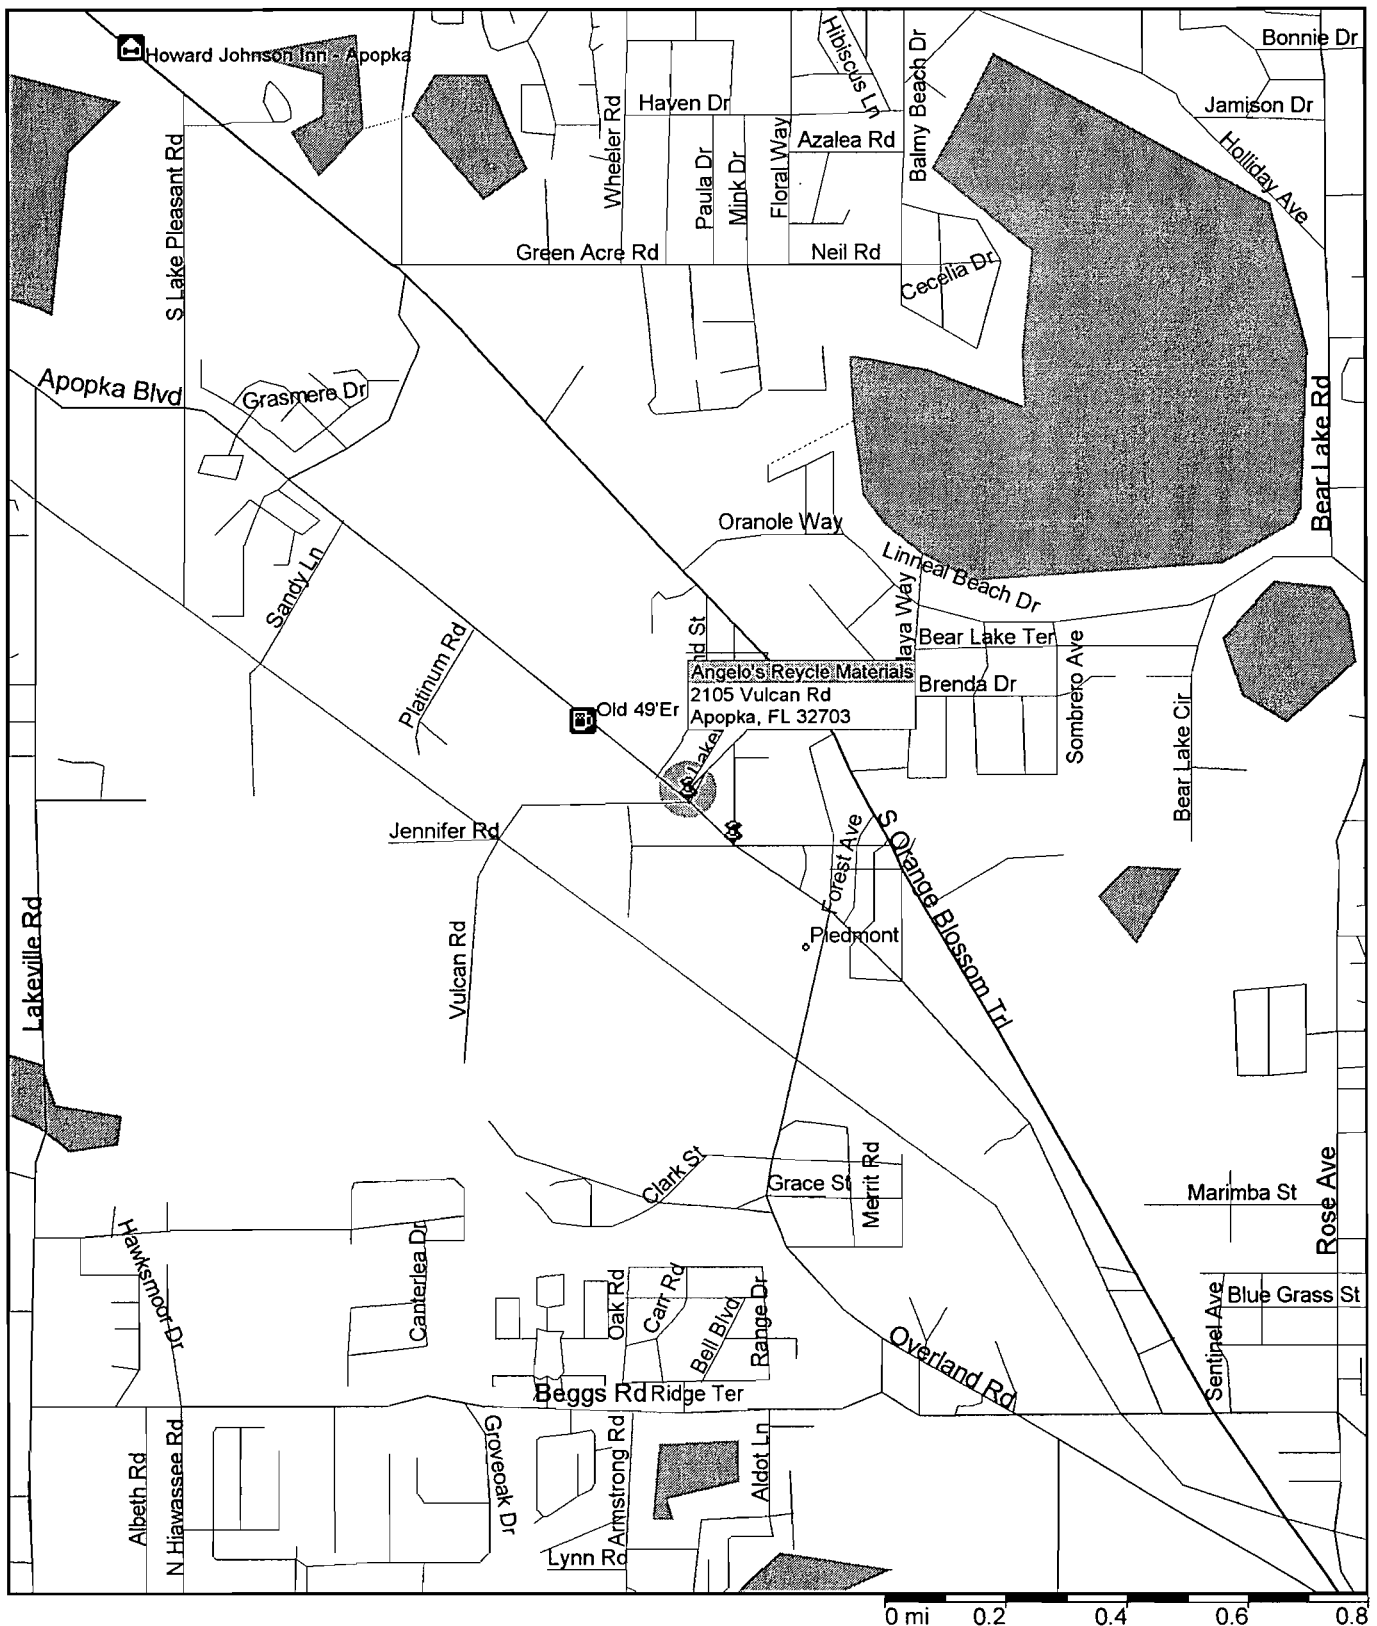 Howard Johnson Inn - Apopka
Hibiscus Ln
Balmy Beach Dr
Bonnie Dr
Jamison Dr
Holliday Ave
Haven Dr
Azalea Rd
Wheeler Rd
Paula Dr
Mink Dr
Floral Way
S Lake Pleasant Rd
Green Acre Rd
Neil Rd
Cecelia Dr
Apopka Blvd
Grasmere Dr
Bear Lake Rd
Oranole Way
Linneal Beach Dr
Sandy Ln
Platinum Rd
nd St
laya Way
Bear Lake Ter
Sombrero Ave
Brenda Dr
Angelo's Reycle Materials
2105 Vulcan Rd
Apopka, FL 32703
Old 49'Er
Lakev
Bear Lake Cir
Jennifer Rd
Forest Ave
S Orange Blossom Trl
Lakeville Rd
Vulcan Rd
Piedmont
Clark St
Grace St
Merrit Rd
Marimba St
Rose Ave
Hawksmoor Dr
Canterlea Dr
Oak Rd
Carr Rd
Bell Blvd
Range Dr
Blue Grass St
Sentinel Ave
Overland Rd
Beggs Rd
Ridge Ter
Albeth Rd
N Hiawassee Rd
Groveoak Dr
Armstrong Rd
Aldot Ln
Lynn Rd
0 mi 0.2 0.4 0.6 0.8